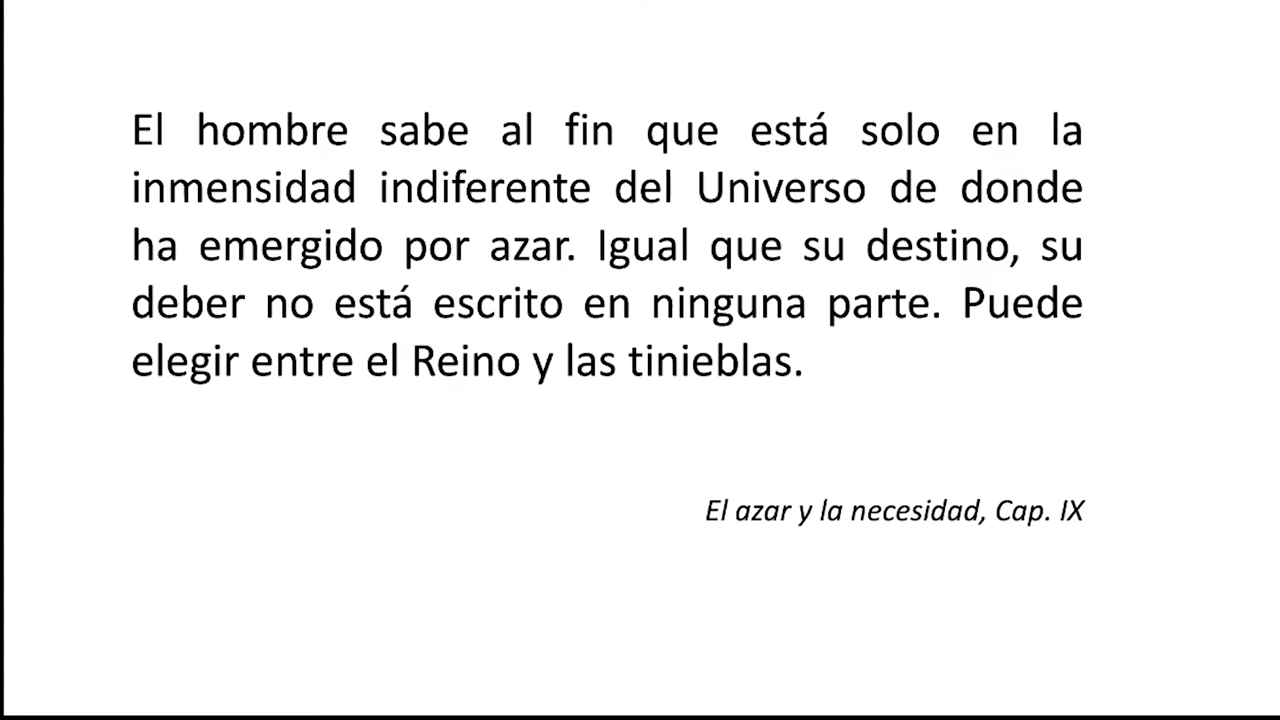 El hombre sabe al fin que está solo en la
inmensidad indiferente del Universo de donde
ha emergido por azar. Igual que su destino, su
deber no está escrito en ninguna parte. Puede
elegir entre el Reino y las tinieblas.
El azar y la necesidad, Cap. IX